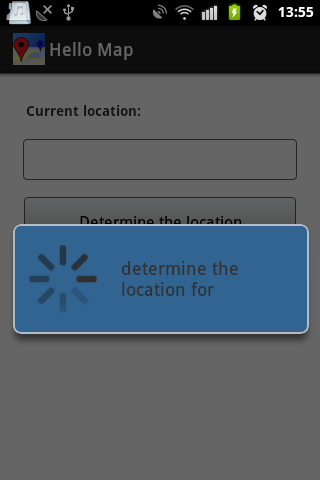 13:55
Hello Map
Current location:
Determine the location
determine the
location for